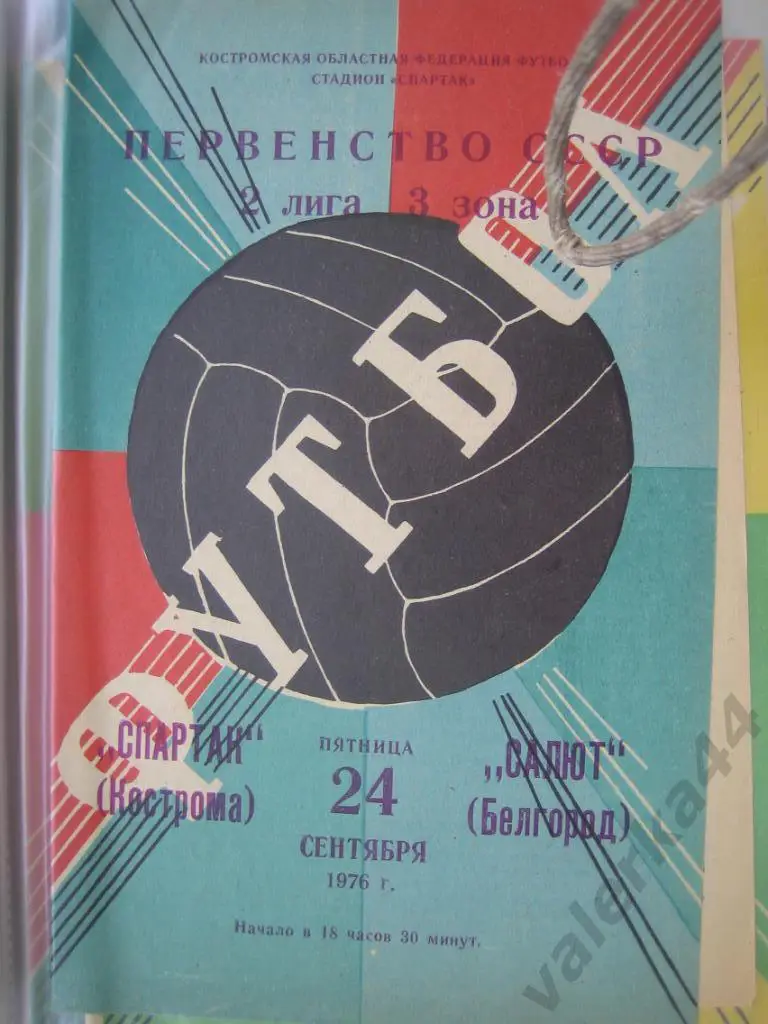 КОСТРОМСКАЯ ОБЛАСТНАЯ ФЕДЕРАЦИЯ ФУТБО
СТАДИОН «СПАРТАК»
ПЕРВЕНСТВО СССР
2 лига 3 зона
ФУТБОЛ
„СПАРТАК"
(Кострома)
ПЯТНИЦА
24
СЕНТЯБРЯ
1976 г.
„САЛЮТ"
(Белгород)
Начало в 18 часов 30 минут.
valerka44